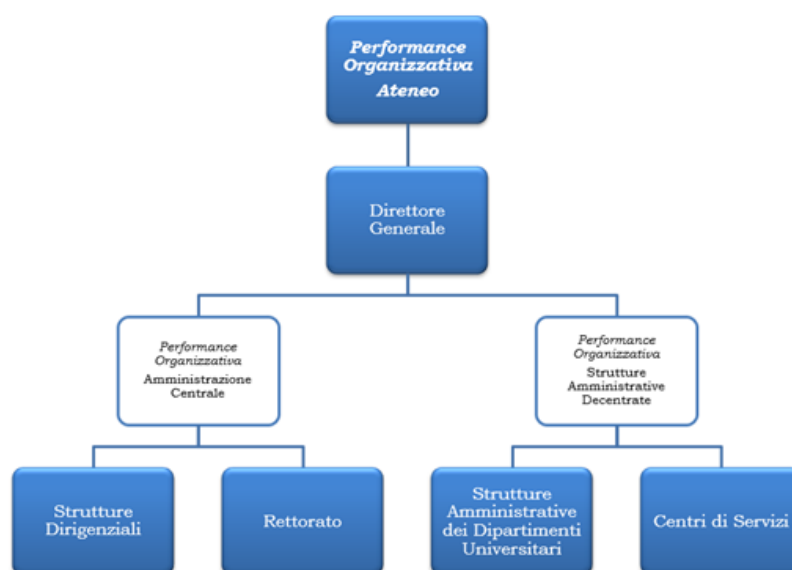 Performance
Organizzativa
Ateneo
Direttore
Generale
Performance
Organizzativa
Amministrazione
Centrale
Performance
Organizzativa
Strutture
Amministrative
Decentrate
Strutture
Dirigenziali
Rettorato
Strutture
Amministrative
dei Dipartimenti
Universitari
Centri di Servizi